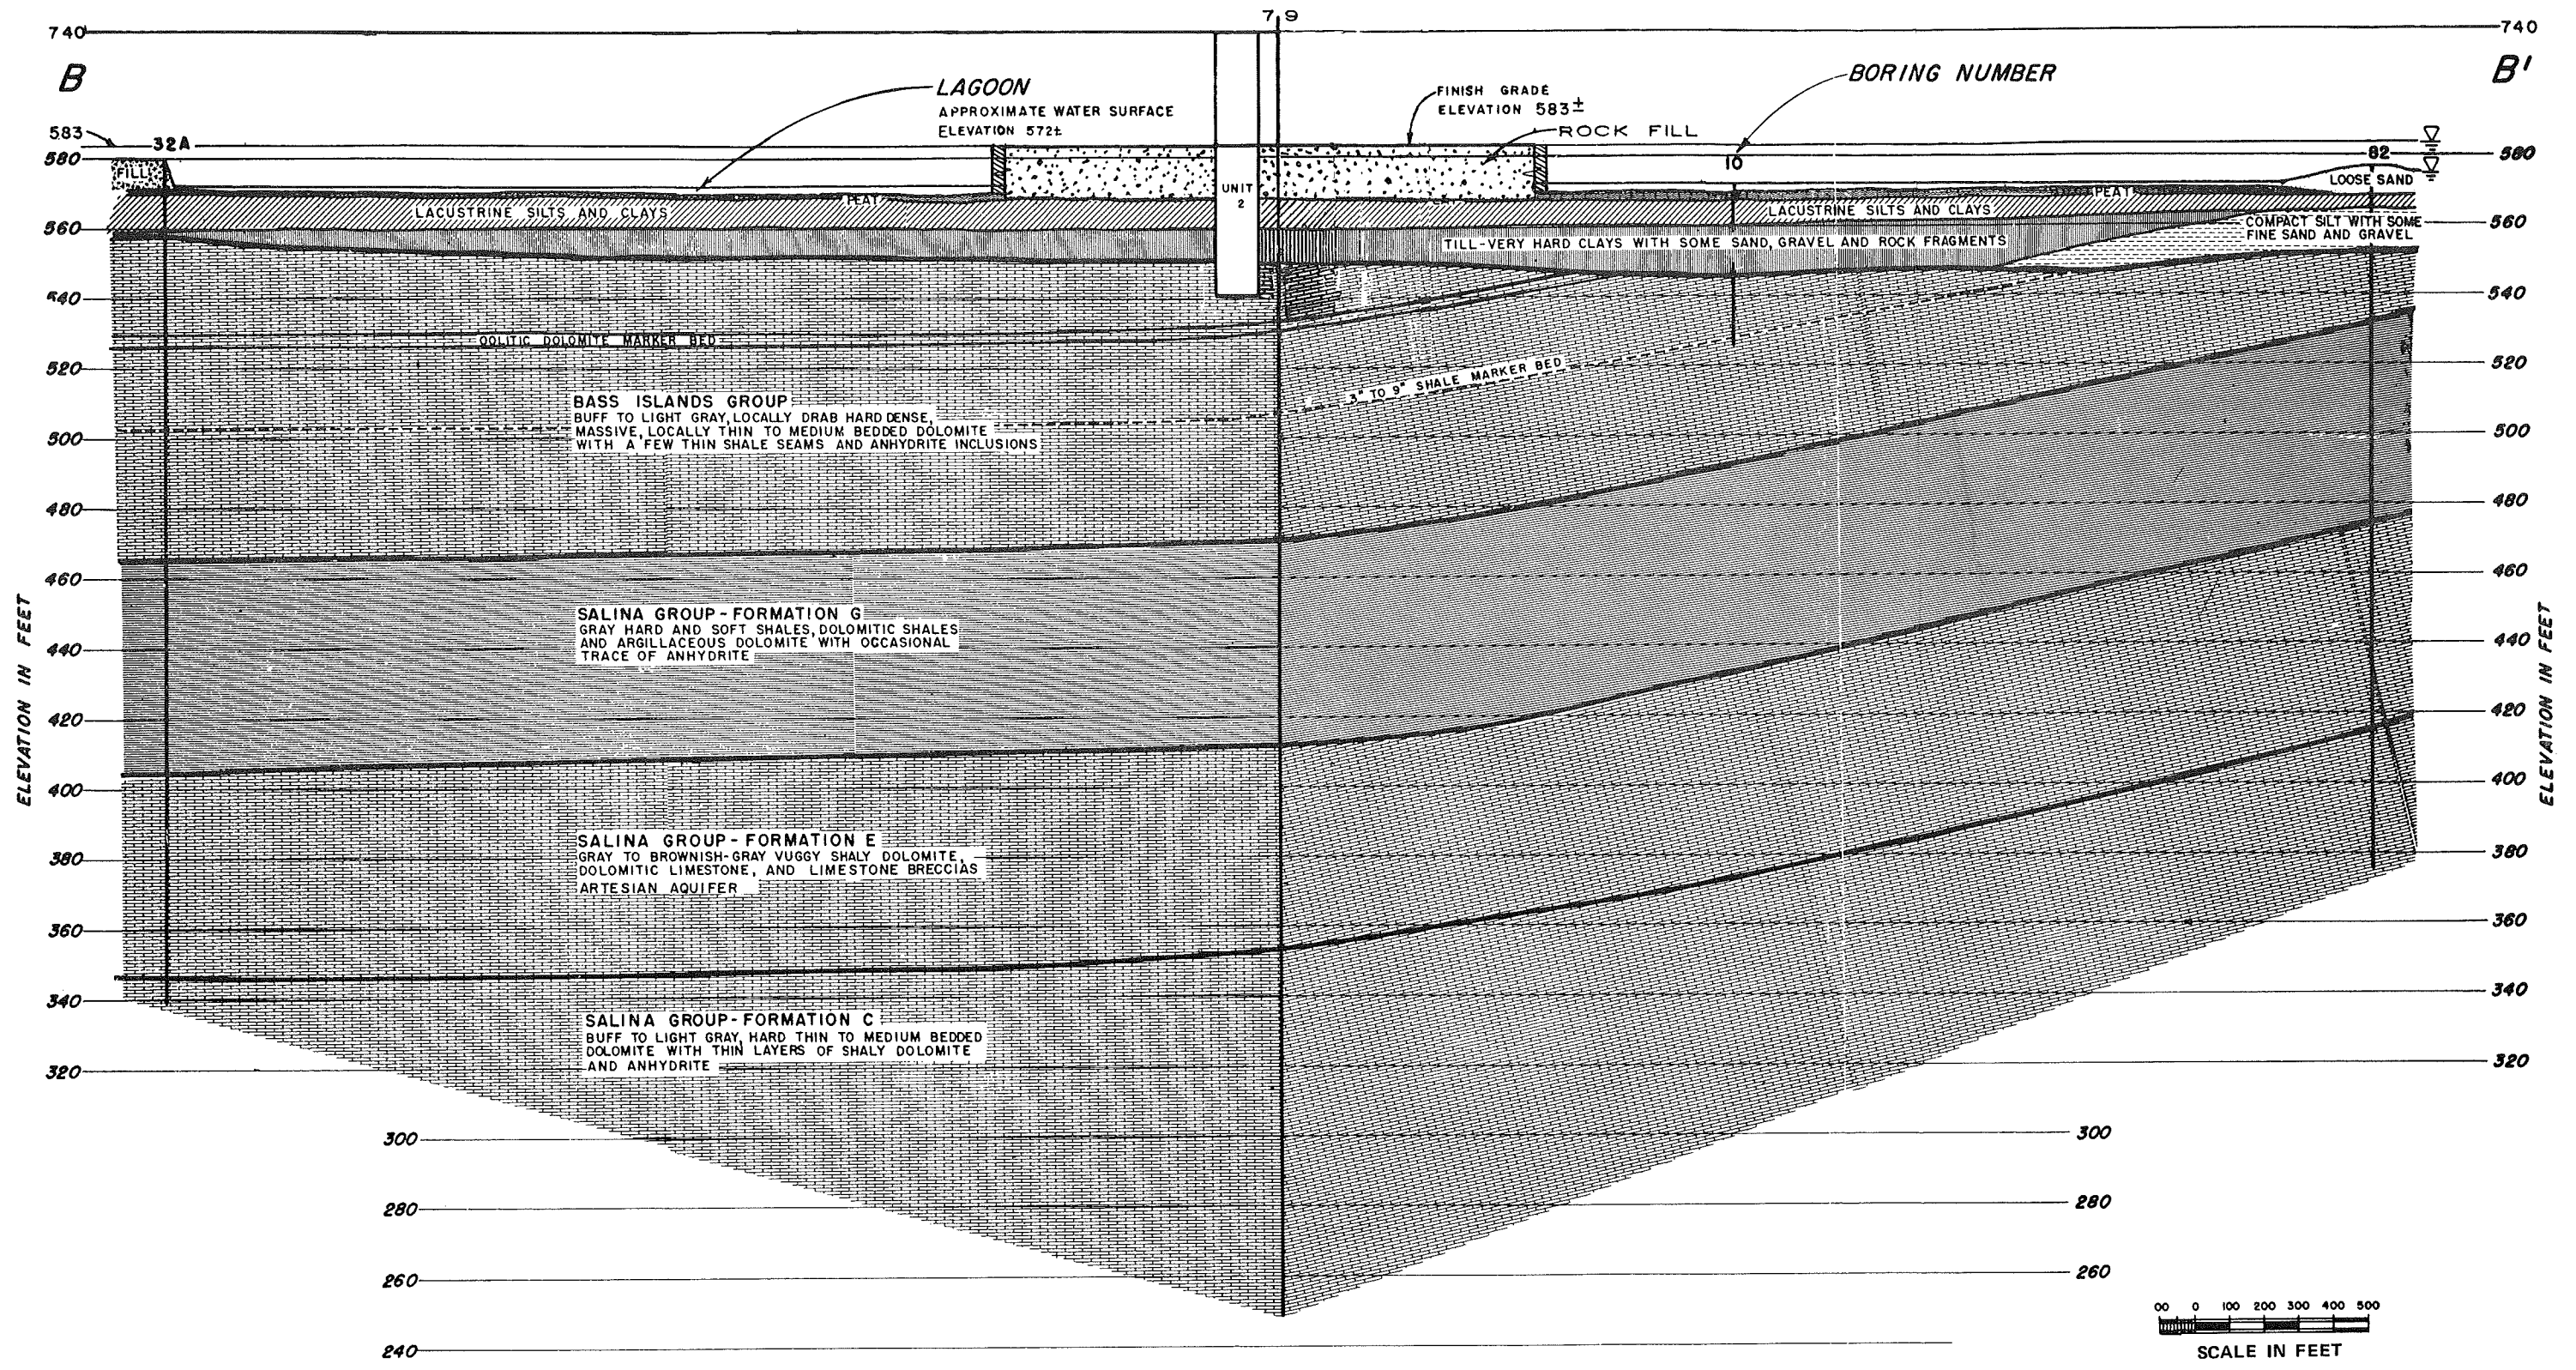 7 9
740
740
B
B'
LAGOON
APPROXIMATE WATER SURFACE
ELEVATION 572±
FINISH GRADE
ELEVATION 583±
BORING NUMBER
ROCK FILL
583
32A
580
10
82
580
FILL
UNIT
2
LOOSE SAND
PEAT
PEAT
LACUSTRINE SILTS AND CLAYS
LACUSTRINE SILTS AND CLAYS
COMPACT SILT WITH SOME
FINE SAND AND GRAVEL
560
560
TILL-VERY HARD CLAYS WITH SOME SAND, GRAVEL AND ROCK FRAGMENTS
540
540
OOLITIC DOLOMITE MARKER BED
520
520
3" TO 9" SHALE MARKER BED
BASS ISLANDS GROUP
BUFF TO LIGHT GRAY, LOCALLY DRAB HARD DENSE,
MASSIVE, LOCALLY THIN TO MEDIUM BEDDED DOLOMITE
WITH A FEW THIN SHALE SEAMS AND ANHYDRITE INCLUSIONS
500
500
480
480
460
460
SALINA GROUP-FORMATION G
GRAY HARD AND SOFT SHALES, DOLOMITIC SHALES
AND ARGILLACEOUS DOLOMITE WITH OCCASIONAL
TRACE OF ANHYDRITE
440
440
ELEVATION IN FEET
ELEVATION IN FEET
420
420
400
400
SALINA GROUP-FORMATION E
GRAY TO BROWNISH-GRAY VUGGY SHALY DOLOMITE,
DOLOMITIC LIMESTONE, AND LIMESTONE BRECCIAS
ARTESIAN AQUIFER
380
380
360
360
340
340
SALINA GROUP-FORMATION C
BUFF TO LIGHT GRAY, HARD THIN TO MEDIUM BEDDED
DOLOMITE WITH THIN LAYERS OF SHALY DOLOMITE
AND ANHYDRITE
320
320
300
300
280
280
260
260
240
00 0 100 200 300 400 500
SCALE IN FEET